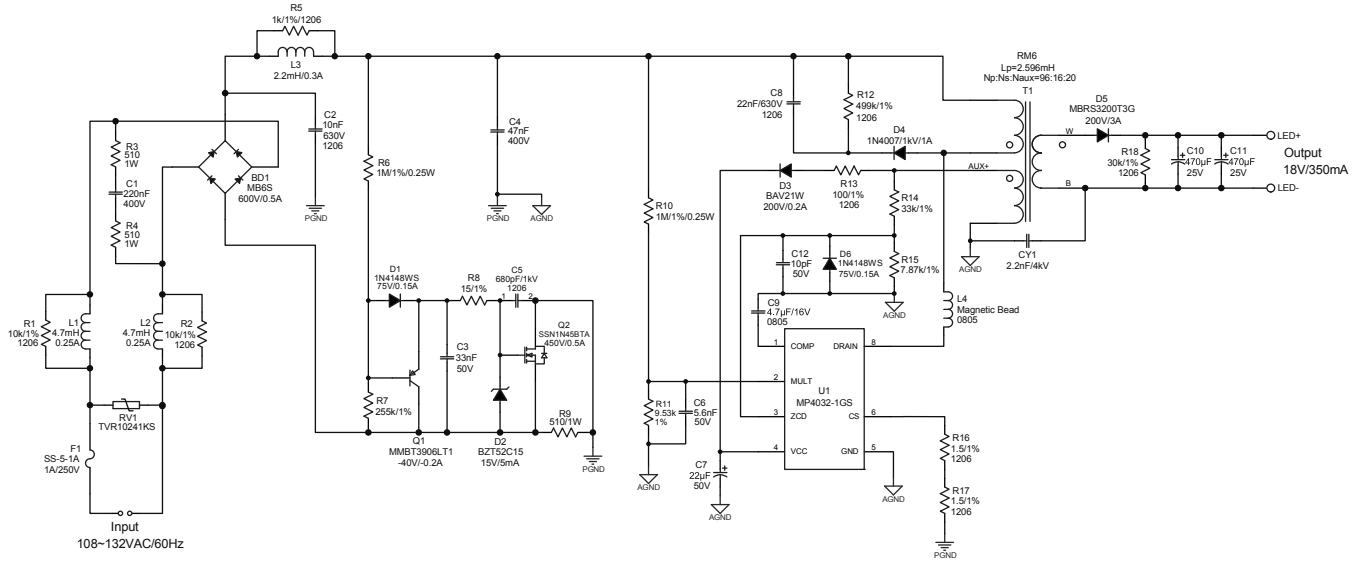 R5
1k/1%/1206
L3
2.2mH/0.3A
C2
10nF
630V
1206
R3
510
1W
C1
220nF
400V
R4
510
1W
BD1
MB6S
600V/0.5A
PGND
R1
10k/1%
1206
L1
4.7mH
0.25A
L2
4.7mH
0.25A
R2
10k/1%
1206
RV1
TVR10241KS
F1
SS-5-1A
1A/250V
Input
108~132VAC/60Hz
R6
1M/1%/0.25W
C4
47nF
400V
PGND
AGND
D1
1N4148WS
75V/0.15A
R8
15/1%
C5
680pF/1kV
1206
1
2
Q2
SSN1N45BTA
450V/0.5A
C3
33nF
50V
R7
255k/1%
Q1
MMBT3906LT1
-40V/-0.2A
D2
BZT52C15
15V/5mA
R9
510/1W
PGND
R10
1M/1%/0.25W
R11
9.53k
1%
C6
5.6nF
50V
AGND
C8
22nF/630V
1206
R12
499k/1%
1206
D4
1N4007/1kV/1A
D3
BAV21W
200V/0.2A
R13
100/1%
1206
R14
33k/1%
C12
10pF
50V
D6
1N4148WS
75V/0.15A
R15
7.87k/1%
AGND
C9
4.7µF/16V
0805
L4
Magnetic Bead
0805
1
COMP
DRAIN
8
2
MULT
U1
MP4032-1GS
3
ZCD
CS
6
4
VCC
GND
5
C7
22µF
50V
AGND
AGND
R16
1.5/1%
1206
R17
1.5/1%
1206
PGND
RM6
Lp=2.596mH
Np:Ns:Naux=96:16:20
T1
AUX+
W
B
AGND
CY1
2.2nF/4kV
D5
MBRS3200T3G
200V/3A
R18
30k/1%
1206
C10
470µF
25V
C11
470µF
25V
LED+
Output
18V/350mA
LED-